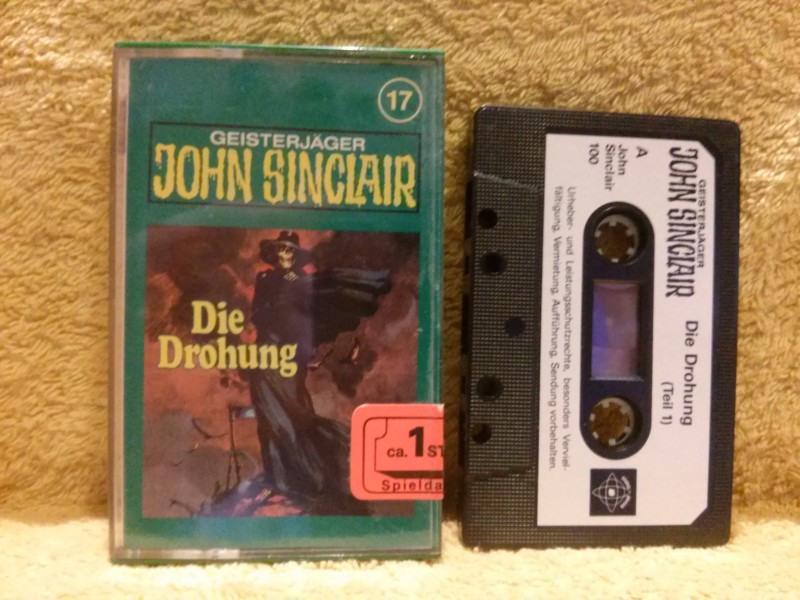 17
GEISTERJÄGER
JOHN SINCLAIR
Die
Drohung
ca. 1 ST
Spielda
GEISTERJÄGER
JOHN SINCLAIR
Die Drohung
(Teil 1)
A
John
Sinclair
100
Urheber- und Leistungsschutzrechte, besonders Verviel-
fältigung, Vermietung, Aufführung, Sendung vorbehalten.